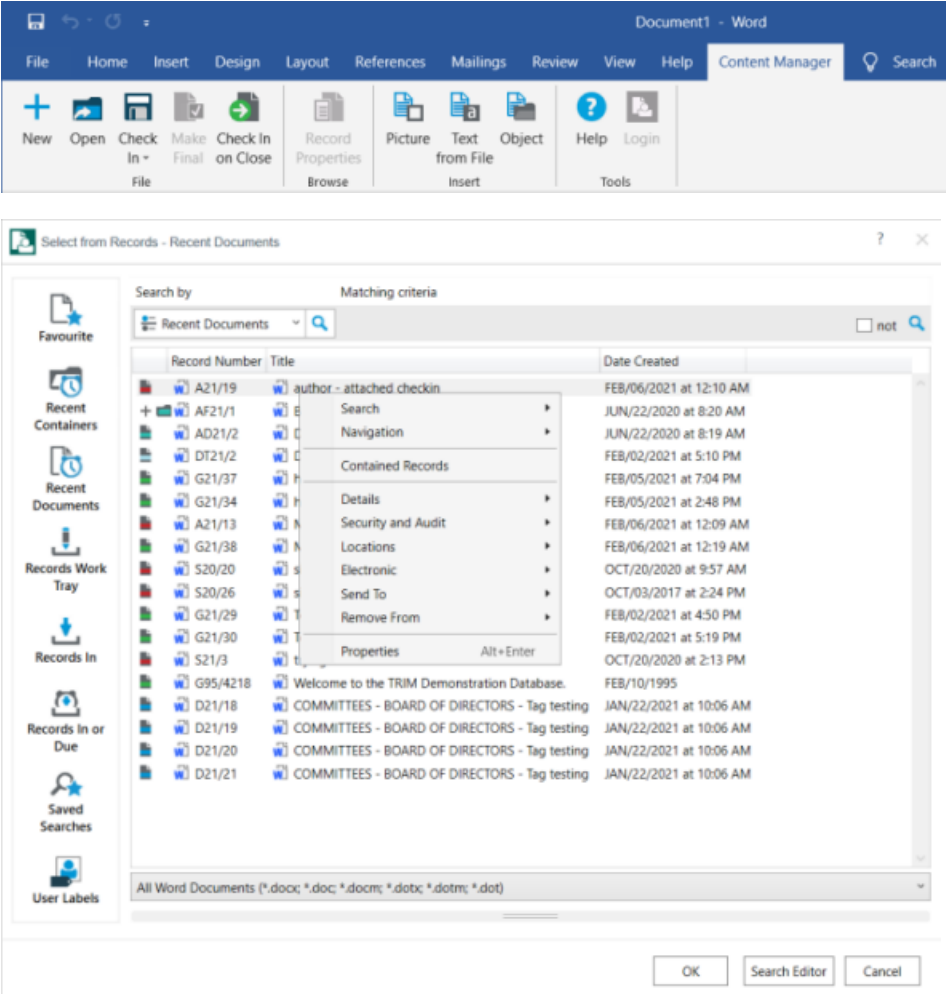 Document1 - Word
File Home Insert Design Layout References Mailings Review View Help Content Manager Search
New Open Check In Make Final Check In on Close Record Properties Picture Text from File Object Help Login
File Browse Insert Tools
Select from Records - Recent Documents ?
Search by Matching criteria
Recent Documents not
Favourite
Recent Containers
Recent Documents
Records Work Tray
Records In
Records In or Due
Saved Searches
User Labels
Record Number Title Date Created
A21/19 author - attached checkin FEB/06/2021 at 12:10 AM
AF21/1 JUN/22/2020 at 8:20 AM
AD21/2 JUN/22/2020 at 8:19 AM
DT21/2 FEB/02/2021 at 5:10 PM
G21/37 FEB/05/2021 at 7:04 PM
G21/34 FEB/05/2021 at 2:48 PM
A21/13 FEB/06/2021 at 12:09 AM
G21/38 FEB/06/2021 at 12:19 AM
S20/20 OCT/20/2020 at 9:57 AM
S20/26 OCT/03/2017 at 2:24 PM
G21/29 FEB/02/2021 at 4:50 PM
G21/30 FEB/02/2021 at 5:19 PM
S21/3 OCT/20/2020 at 2:13 PM
G95/4218 Welcome to the TRIM Demonstration Database. FEB/10/1995
D21/18 COMMITTEES - BOARD OF DIRECTORS - Tag testing JAN/22/2021 at 10:06 AM
D21/19 COMMITTEES - BOARD OF DIRECTORS - Tag testing JAN/22/2021 at 10:06 AM
D21/20 COMMITTEES - BOARD OF DIRECTORS - Tag testing JAN/22/2021 at 10:06 AM
D21/21 COMMITTEES - BOARD OF DIRECTORS - Tag testing JAN/22/2021 at 10:06 AM
Search
Navigation
Contained Records
Details
Security and Audit
Locations
Electronic
Send To
Remove From
Properties Alt+Enter
All Word Documents (*.docx; *.doc; *.docm; *.dotx; *.dotm; *.dot)
OK Search Editor Cancel